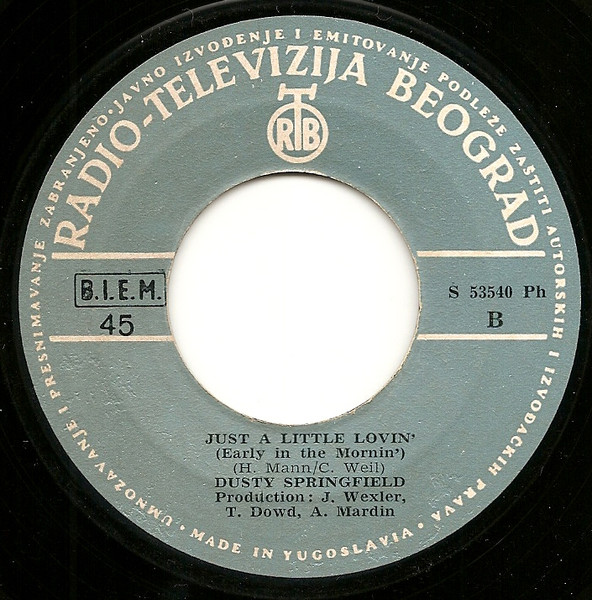 UMNOŽAVANJE I PRESNIMAVANJE ZABRANJENO · JAVNO IZVOĐENJE I EMITOVANJE PODLEŽE ZAŠTITI AUTORSKIH I IZVOĐAČKIH PRAVA
RADIO-TELEVIZIJA BEOGRAD
RTB
B.I.E.M.
45
S 53540 Ph
B
JUST A LITTLE LOVIN'
(Early in the Mornin')
(H. Mann/C. Weil)
DUSTY SPRINGFIELD
Production: J. Wexler,
T. Dowd, A. Mardin
· MADE IN YUGOSLAVIA ·